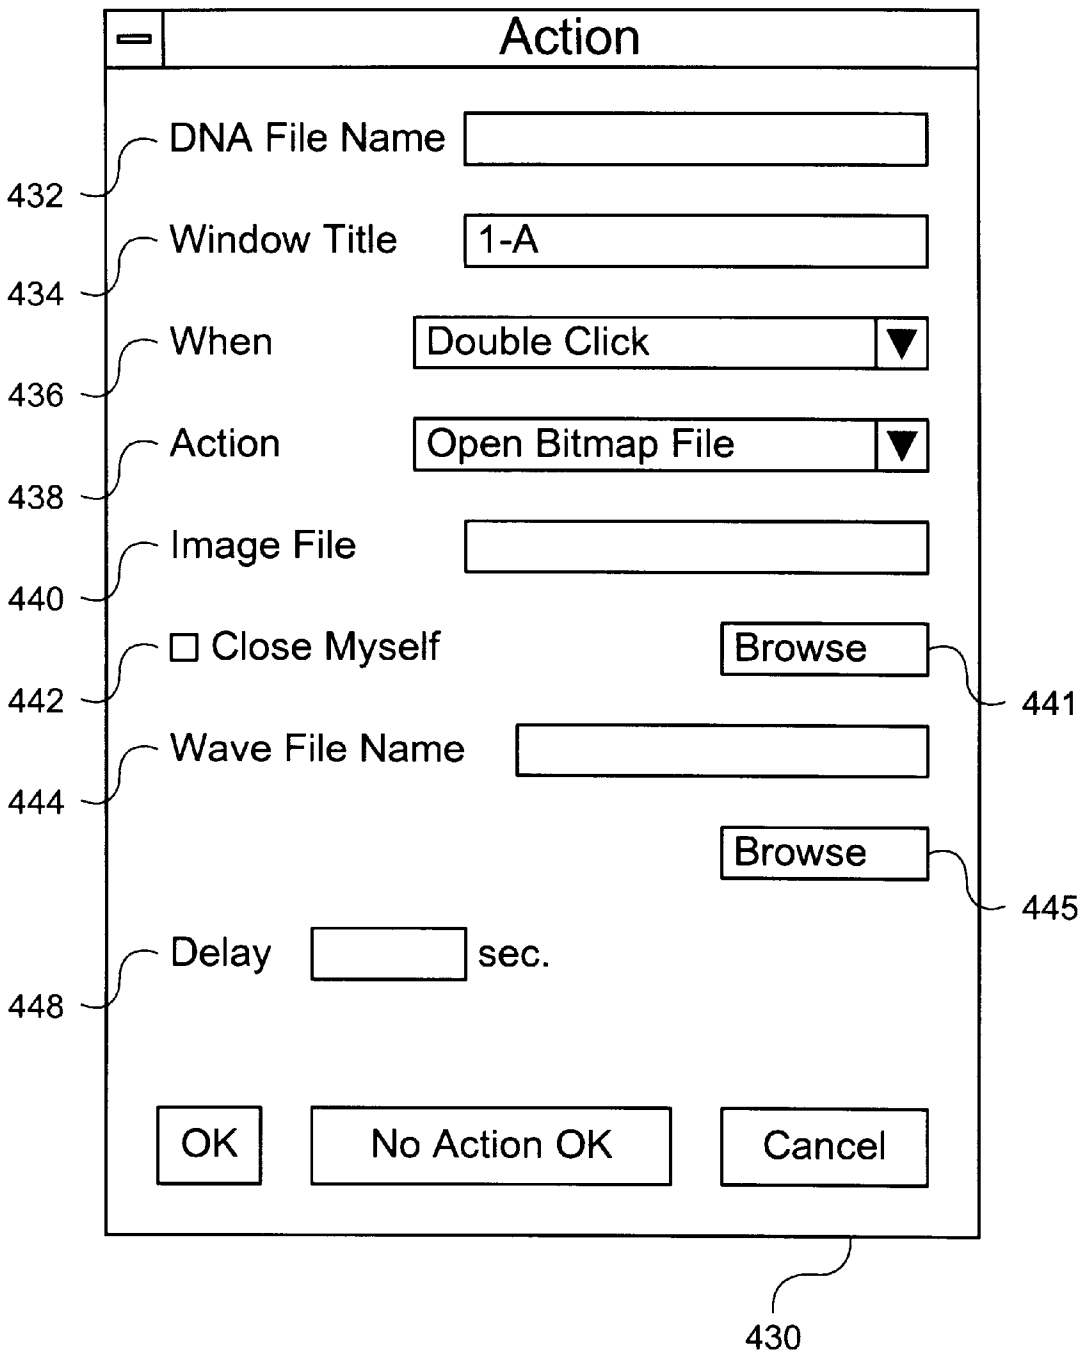 Action
DNA File Name
432
Window Title 1-A
434
When Double Click
436
Action Open Bitmap File
438
Image File
440
Close Myself Browse
442 441
Wave File Name
444
Browse
445
Delay sec.
448
OK No Action OK Cancel
430